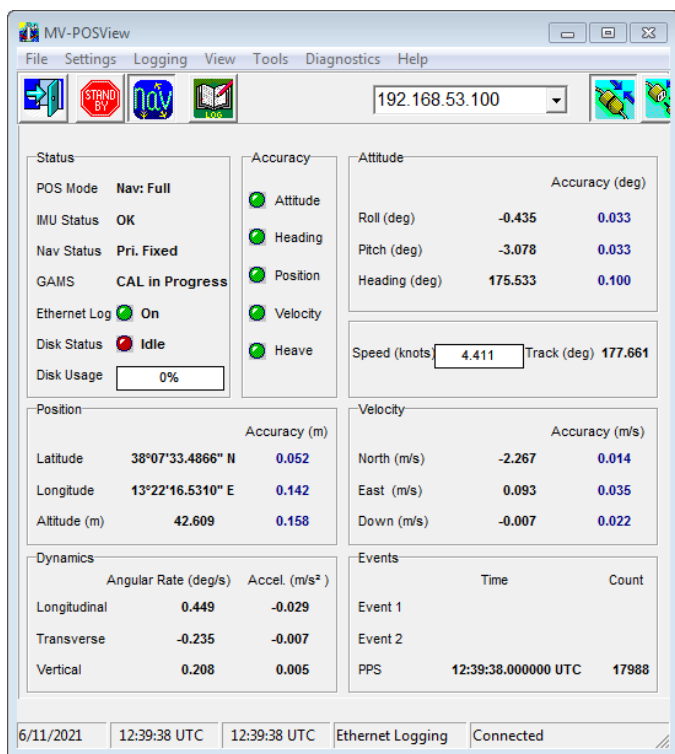 MV-POSView
File Settings Logging View Tools Diagnostics Help
STAND BY nav LOG 192.168.53.100
Status
POS Mode Nav: Full
IMU Status OK
Nav Status Pri. Fixed
GAMS CAL in Progress
Ethernet Log On
Disk Status Idle
Disk Usage 0%
Accuracy
Attitude
Heading
Position
Velocity
Heave
Attitude
Accuracy (deg)
Roll (deg) -0.435 0.033
Pitch (deg) -3.078 0.033
Heading (deg) 175.533 0.100
Speed (knots) 4.411 Track (deg) 177.661
Position
Accuracy (m)
Latitude 38°07'33.4866" N 0.052
Longitude 13°22'16.5310" E 0.142
Altitude (m) 42.609 0.158
Velocity
Accuracy (m/s)
North (m/s) -2.267 0.014
East (m/s) 0.093 0.035
Down (m/s) -0.007 0.022
Dynamics
Angular Rate (deg/s) Accel. (m/s²)
Longitudinal 0.449 -0.029
Transverse -0.235 -0.007
Vertical 0.208 0.005
Events
Time Count
Event 1
Event 2
PPS 12:39:38.000000 UTC 17988
6/11/2021 12:39:38 UTC 12:39:38 UTC Ethernet Logging Connected